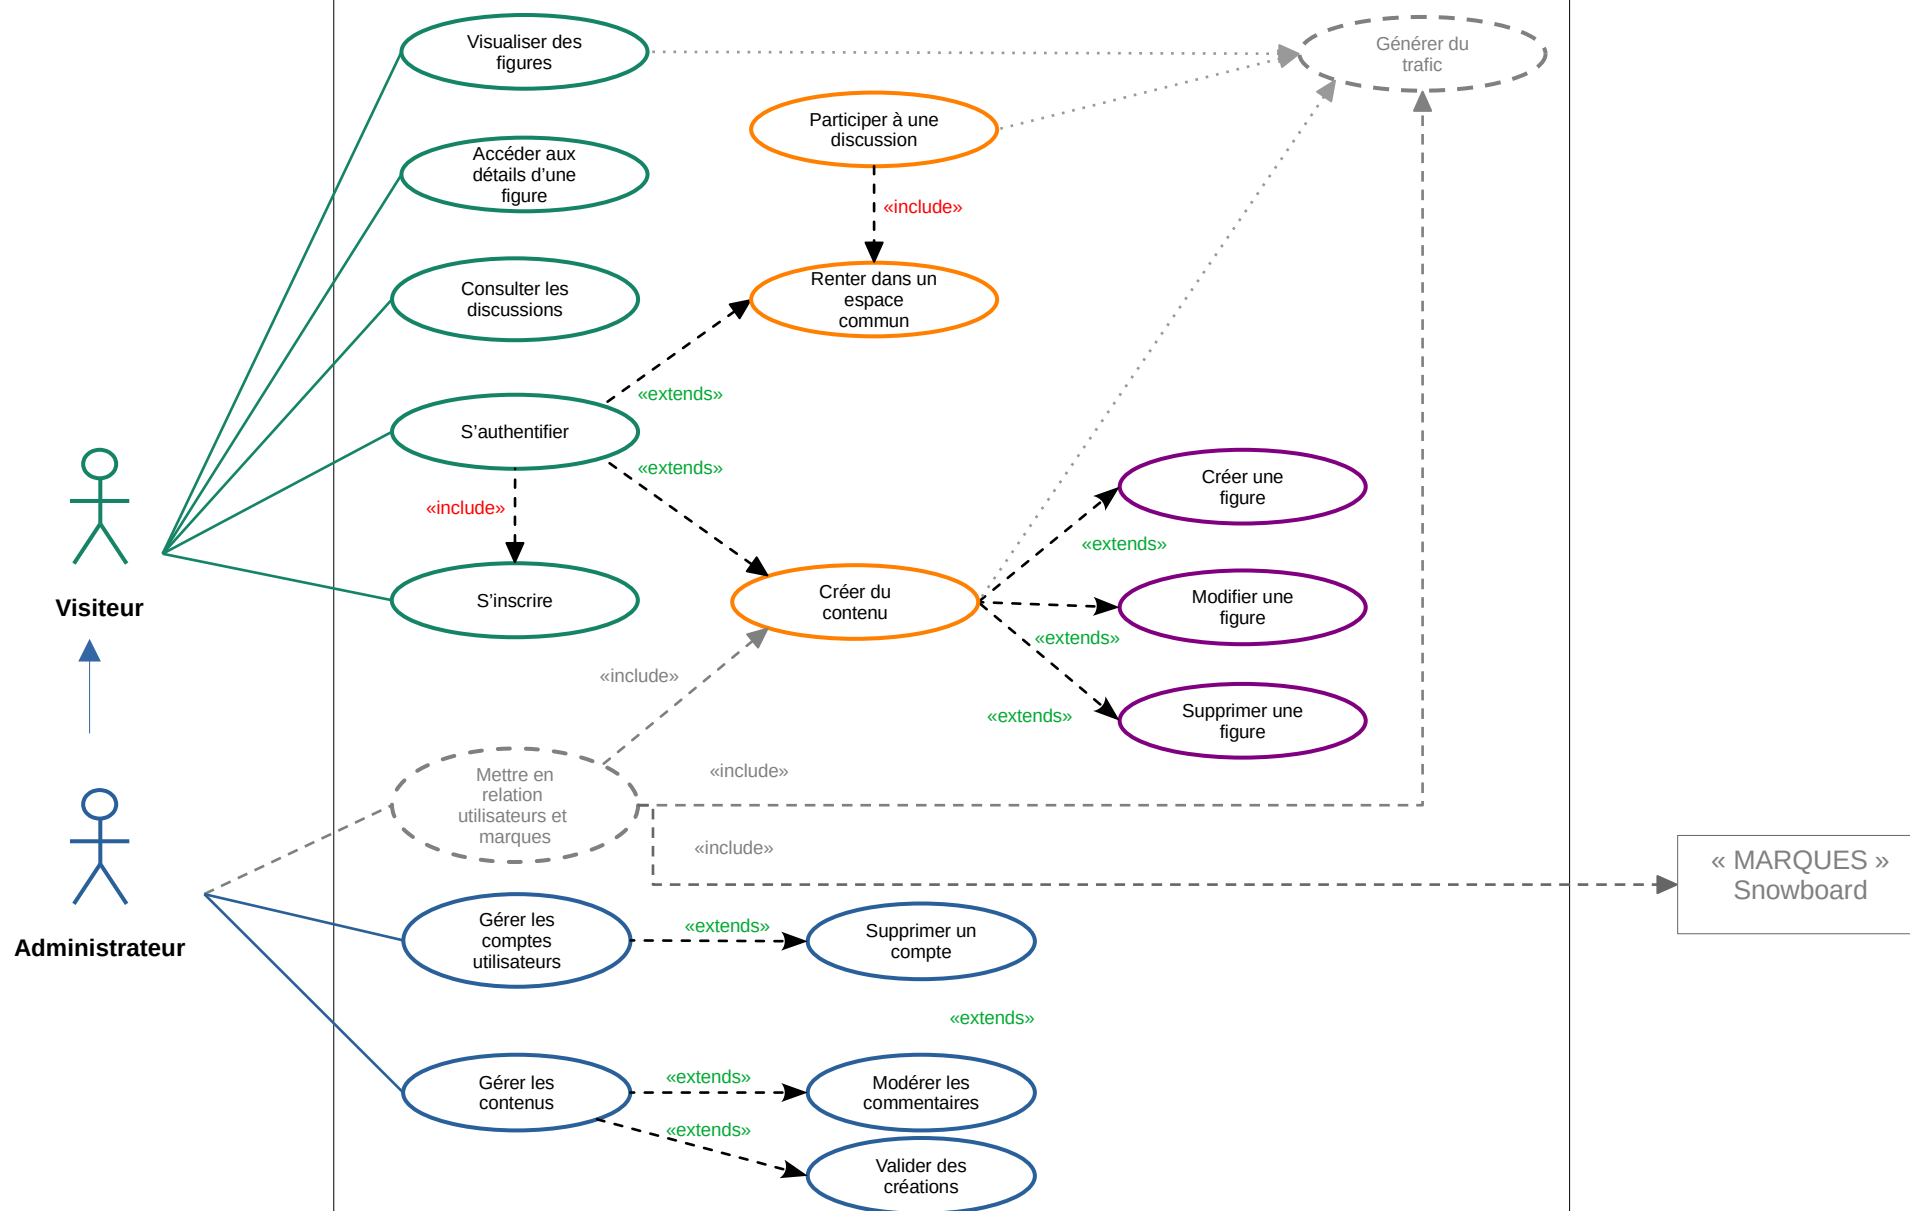 Visualiser des
figures
Générer du
trafic
Participer à une
discussion
Accéder aux
détails d’une
figure
«include»
Consulter les
discussions
Renter dans un
espace
commun
«extends»
S’authentifier
«extends»
«include»
Créer une
figure
«extends»
S’inscrire
Créer du
contenu
Modifier une
figure
Visiteur
«extends»
«include»
«extends»
Supprimer une
figure
«include»
Mettre en
relation
utilisateurs et
marques
«include»
« MARQUES »
Snowboard
Administrateur
Gérer les
comptes
utilisateurs
«extends»
Supprimer un
compte
«extends»
Gérer les
contenus
«extends»
Modérer les
commentaires
«extends»
Valider des
créations